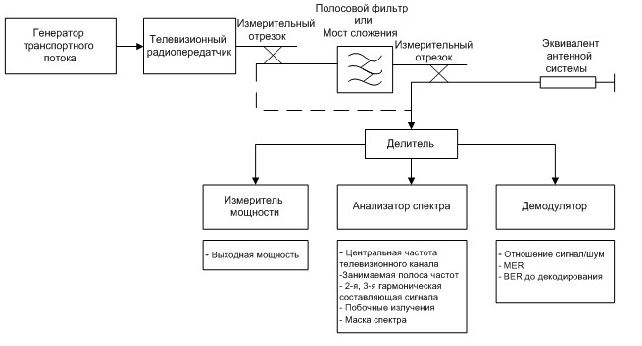 Генератор
транспортного
потока
Телевизионный
радиопередатчик
Измерительный
отрезок
Полосовой фильтр
или
Мост сложения
Измерительный
отрезок
Эквивалент
антенной
системы
Делитель
Измеритель
мощности
Анализатор спектра
Демодулятор
- Выходная мощность
- Центральная частота
телевизионного канала
-Занимаемая полоса частот
- 2-я, 3-я гармоническая
составляющая сигнала
- Побочные излучения
- Маска спектра
- Отношение сигнал/шум
- MER
- BER до декодирования